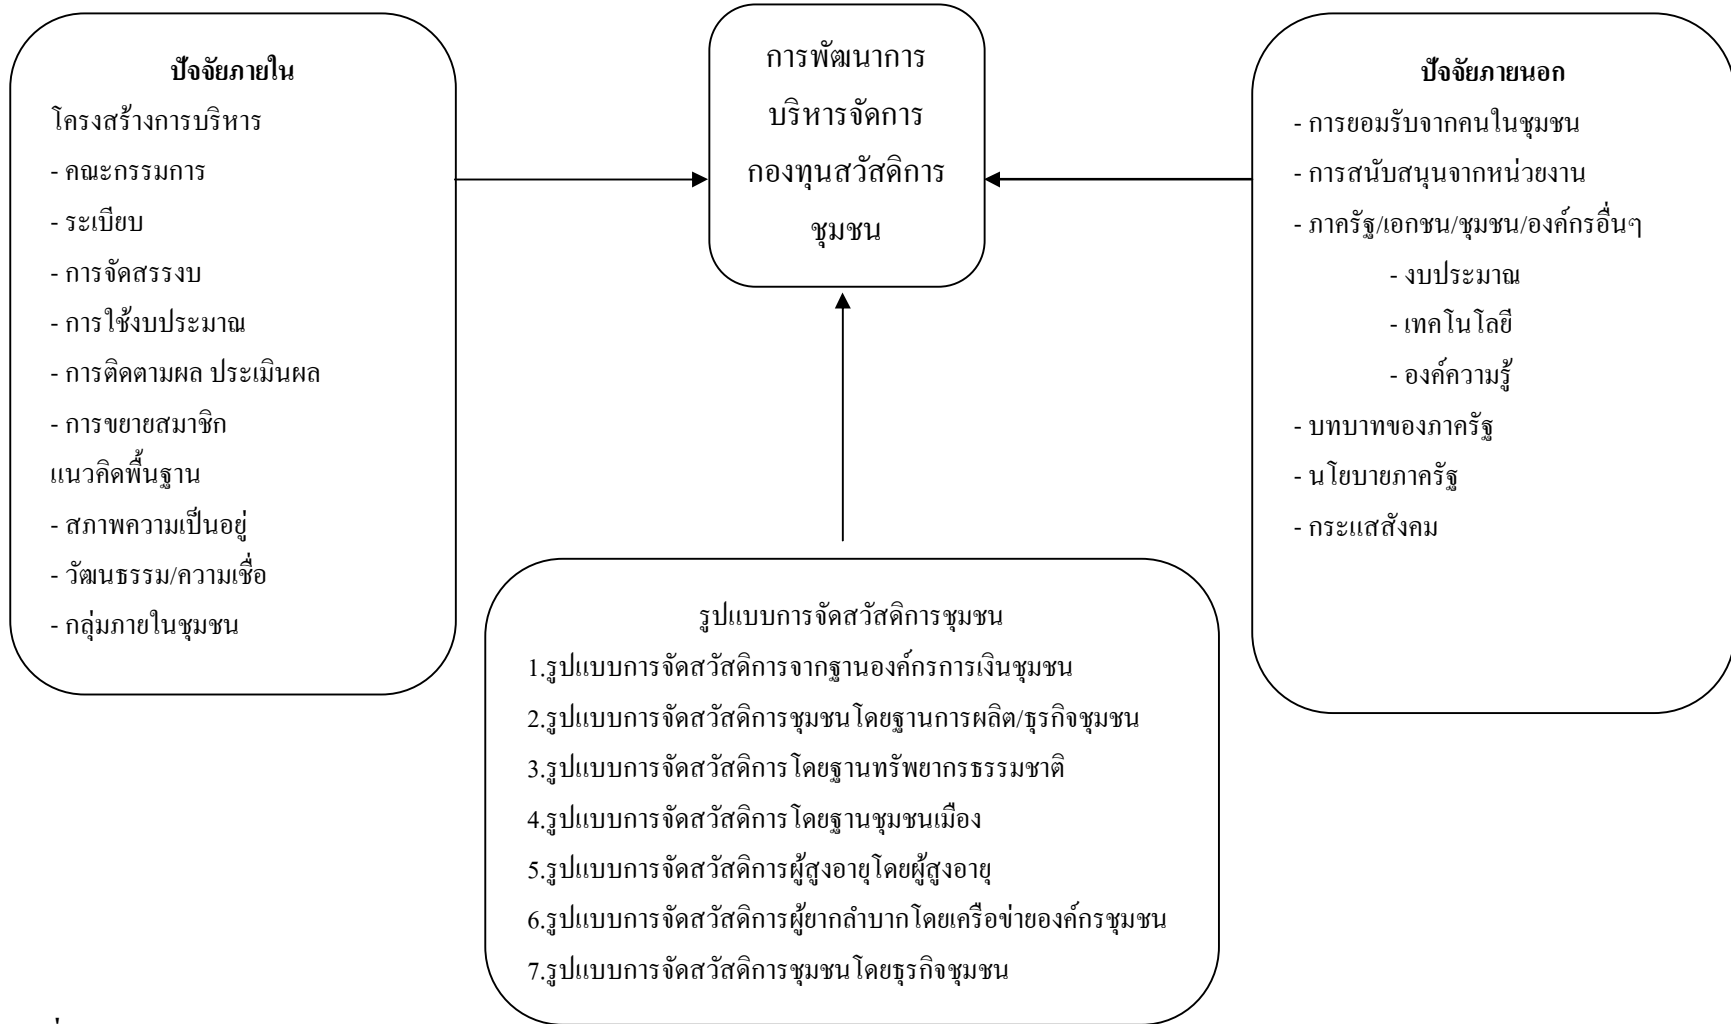 ปัจจัยภายใน
โครงสร้างการบริหาร
- คณะกรรมการ
- ระเบียบ
- การจัดสรรงบ
- การใช้งบประมาณ
- การติดตามผล ประเมินผล
- การขยายสมาชิก
แนวคิดพื้นฐาน
- สภาพความเป็นอยู่
- วัฒนธรรม/ความเชื่อ
- กลุ่มภายในชุมชน
การพัฒนาการ
บริหารจัดการ
กองทุนสวัสดิการ
ชุมชน
ปัจจัยภายนอก
- การยอมรับจากคนในชุมชน
- การสนับสนุนจากหน่วยงาน
- ภาครัฐ/เอกชน/ชุมชน/องค์กรอื่นๆ
- งบประมาณ
- เทคโนโลยี
- องค์ความรู้
- บทบาทของภาครัฐ
- นโยบายภาครัฐ
- กระแสสังคม
รูปแบบการจัดสวัสดิการชุมชน
1.รูปแบบการจัดสวัสดิการจากฐานองค์กรการเงินชุมชน
2.รูปแบบการจัดสวัสดิการชุมชนโดยฐานการผลิต/ธุรกิจชุมชน
3.รูปแบบการจัดสวัสดิการโดยฐานทรัพยากรธรรมชาติ
4.รูปแบบการจัดสวัสดิการโดยฐานชุมชนเมือง
5.รูปแบบการจัดสวัสดิการผู้สูงอายุโดยผู้สูงอายุ
6.รูปแบบการจัดสวัสดิการผู้ยากลำบากโดยเครือข่ายองค์กรชุมชน
7.รูปแบบการจัดสวัสดิการชุมชนโดยธุรกิจชุมชน